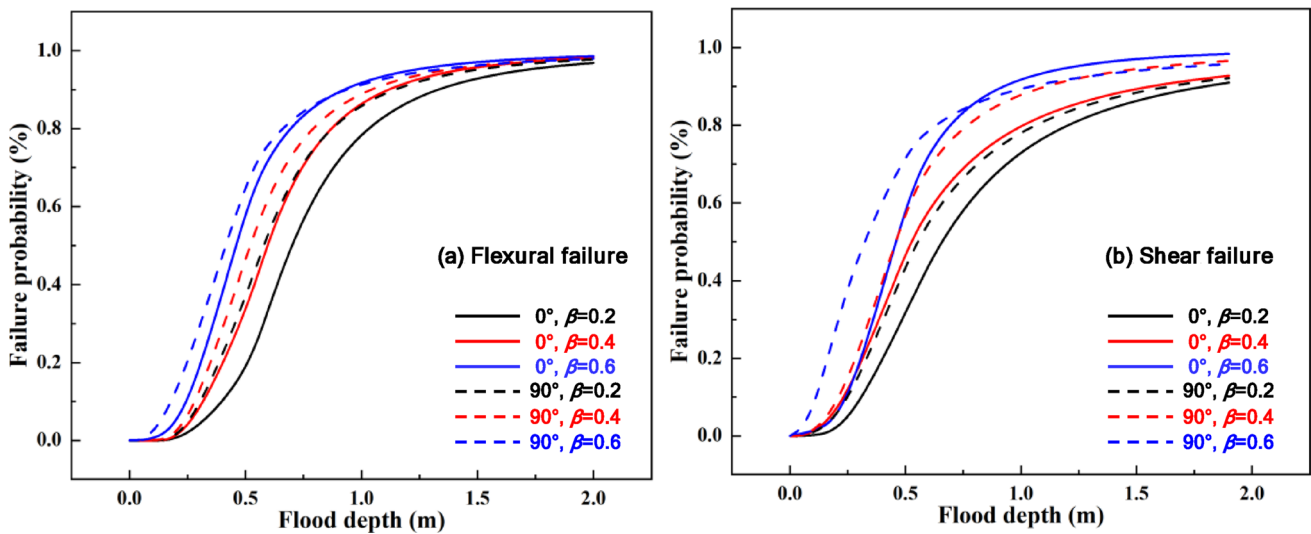 1.0
0.8
0.6
0.4
0.2
0.0
Failure probability (%)
(a) Flexural failure
0°, β=0.2
0°, β=0.4
0°, β=0.6
90°, β=0.2
90°, β=0.4
90°, β=0.6
0.0 0.5 1.0 1.5 2.0
Flood depth (m)
1.0
0.8
0.6
0.4
0.2
0.0
Failure probability (%)
(b) Shear failure
0°, β=0.2
0°, β=0.4
0°, β=0.6
90°, β=0.2
90°, β=0.4
90°, β=0.6
0.0 0.5 1.0 1.5 2.0
Flood depth (m)